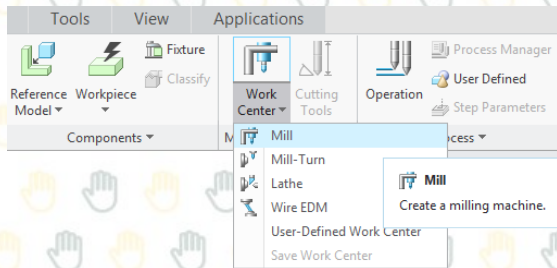 Tools View Applications
Fixture
Classify
Process Manager
User Defined
Step Parameters
Reference Model
Workpiece
Work Center
Cutting Tools
Operation
Components
M
ocess
Mill
Mill-Turn
Lathe
Wire EDM
User-Defined Work Center
Save Work Center
Mill
Create a milling machine.